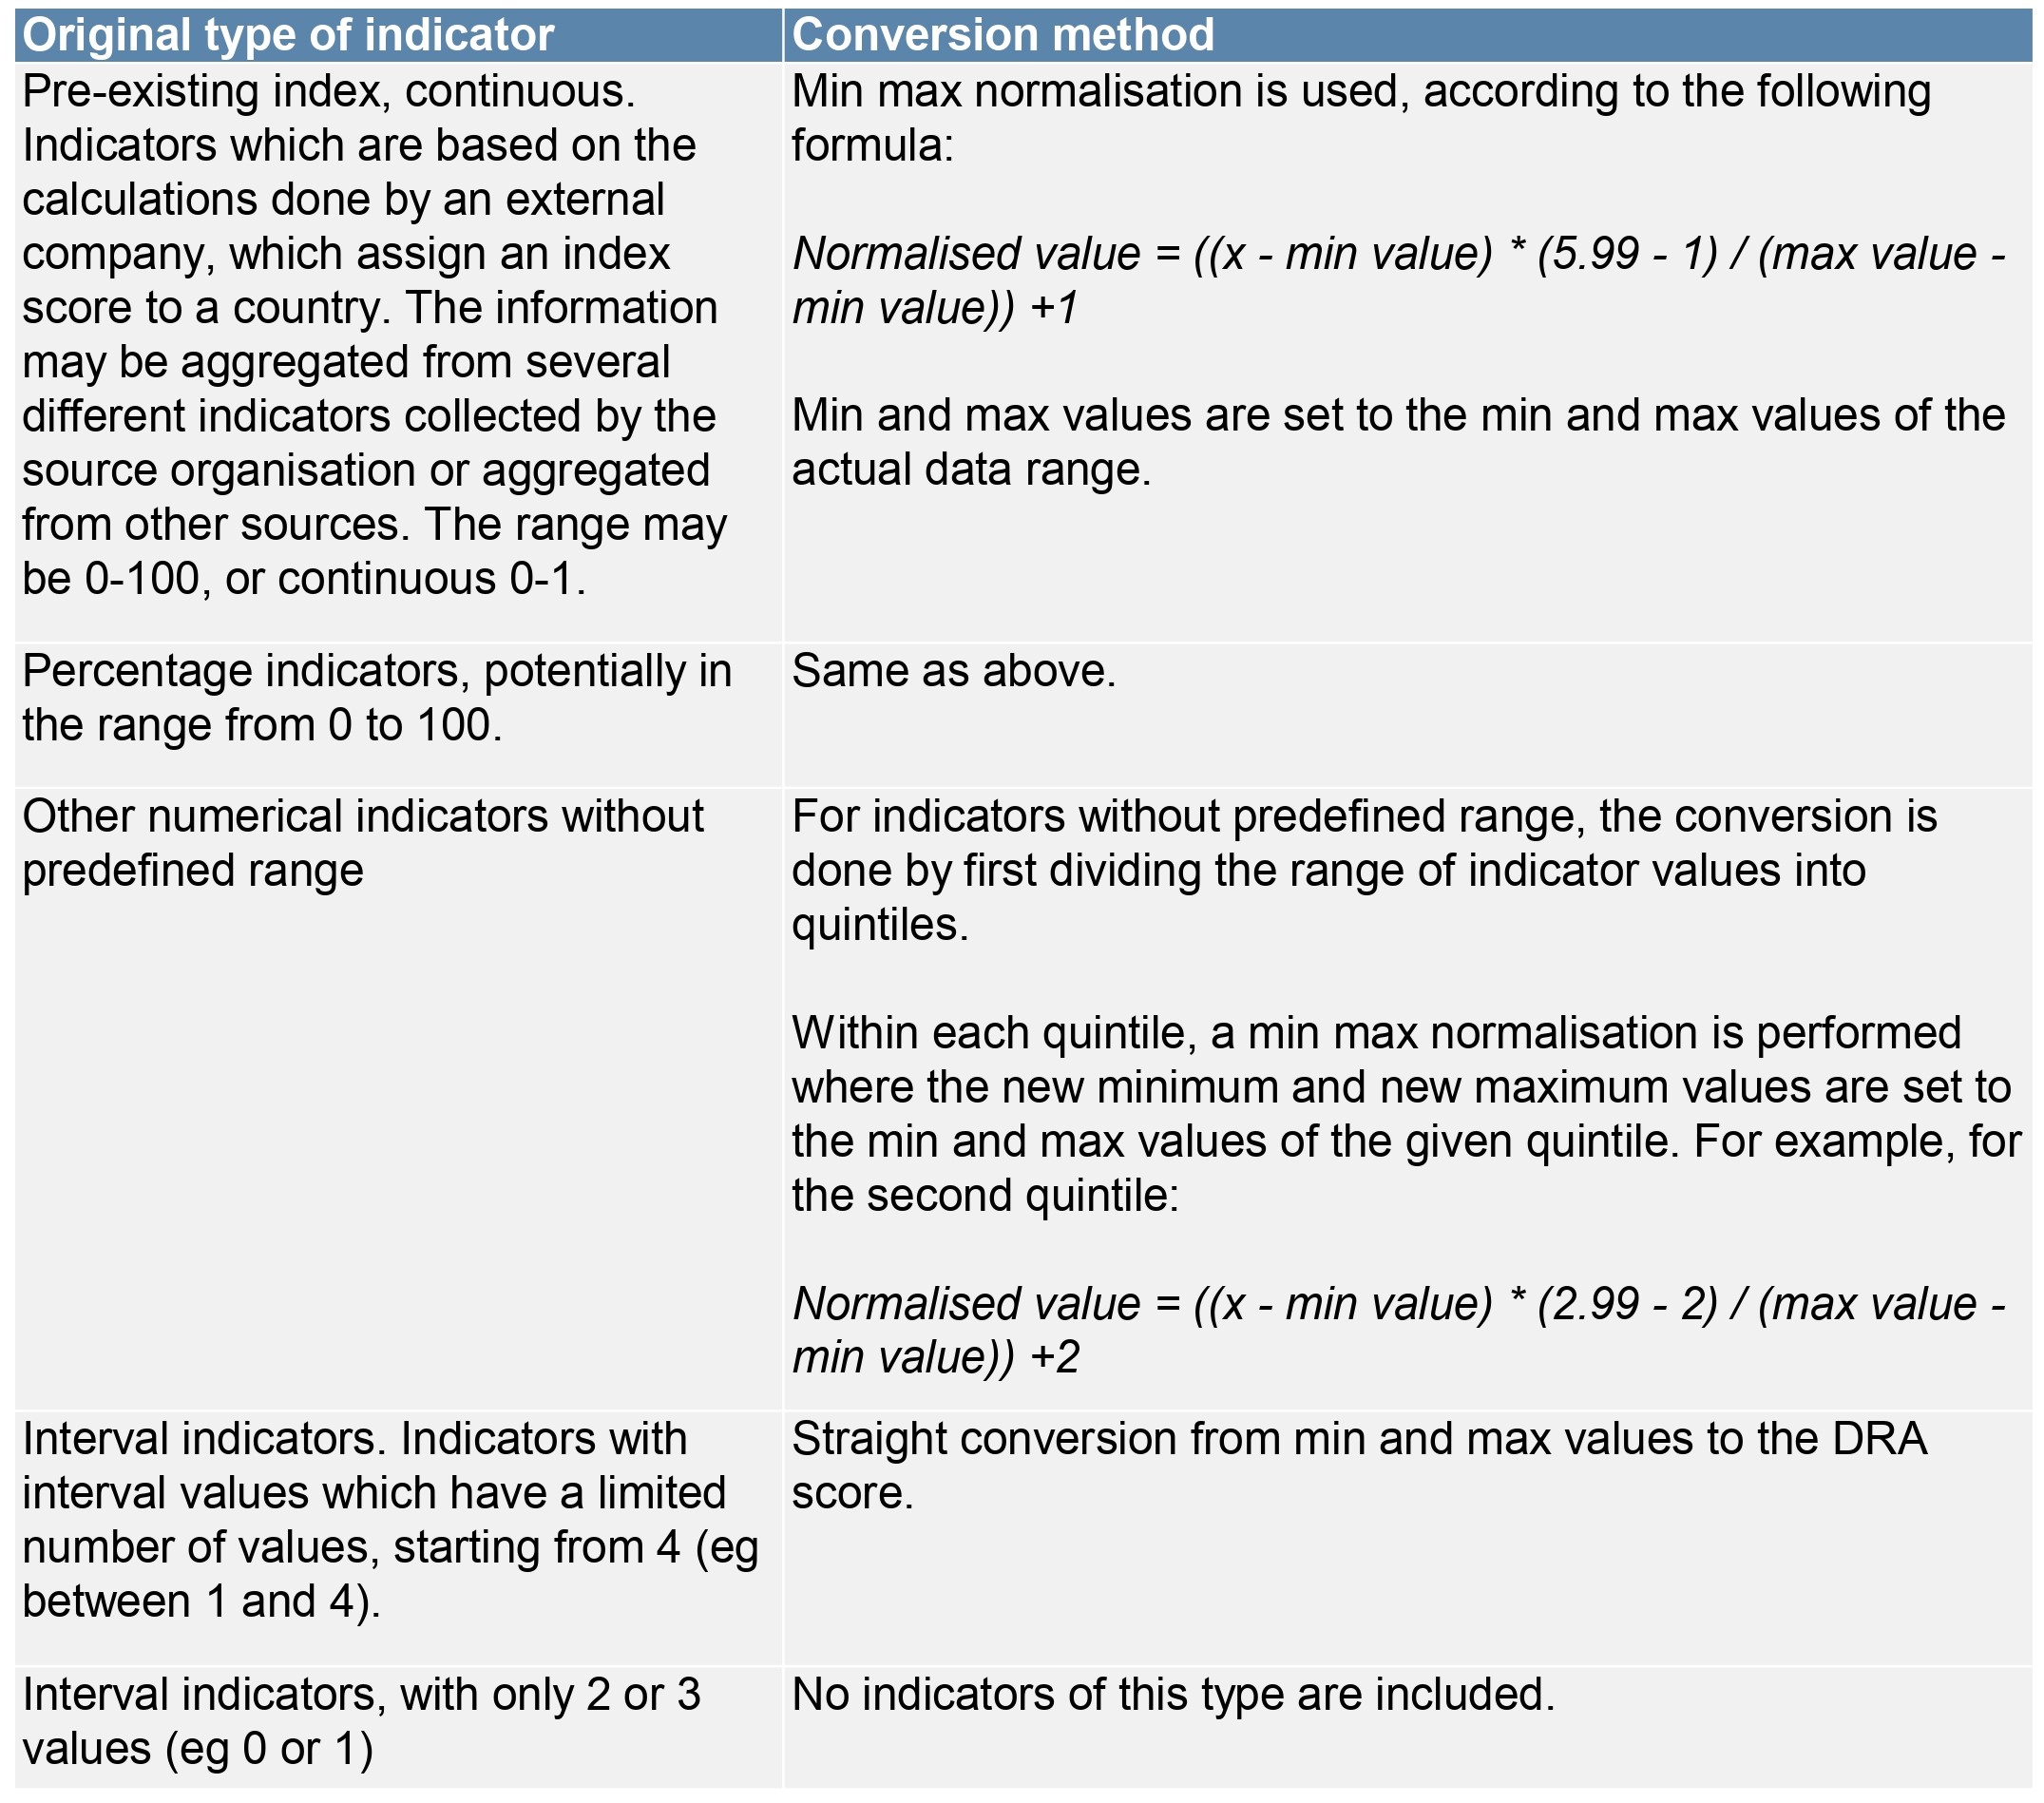 Original type of indicator
Conversion method
Pre-existing index, continuous.
Indicators which are based on the
calculations done by an external
company, which assign an index
score to a country. The information
may be aggregated from several
different indicators collected by the
source organisation or aggregated
from other sources. The range may
be 0-100, or continuous 0-1.
Min max normalisation is used, according to the following
formula:
Normalised value = ((x - min value) * (5.99 - 1) / (max value -
min value)) +1
Min and max values are set to the min and max values of the
actual data range.
Percentage indicators, potentially in
the range from 0 to 100.
Same as above.
Other numerical indicators without
predefined range
For indicators without predefined range, the conversion is
done by first dividing the range of indicator values into
quintiles.
Within each quintile, a min max normalisation is performed
where the new minimum and new maximum values are set to
the min and max values of the given quintile. For example, for
the second quintile:
Normalised value = ((x - min value) * (2.99 - 2) / (max value -
min value)) +2
Interval indicators. Indicators with
interval values which have a limited
number of values, starting from 4 (eg
between 1 and 4).
Straight conversion from min and max values to the DRA
score.
Interval indicators, with only 2 or 3
values (eg 0 or 1)
No indicators of this type are included.